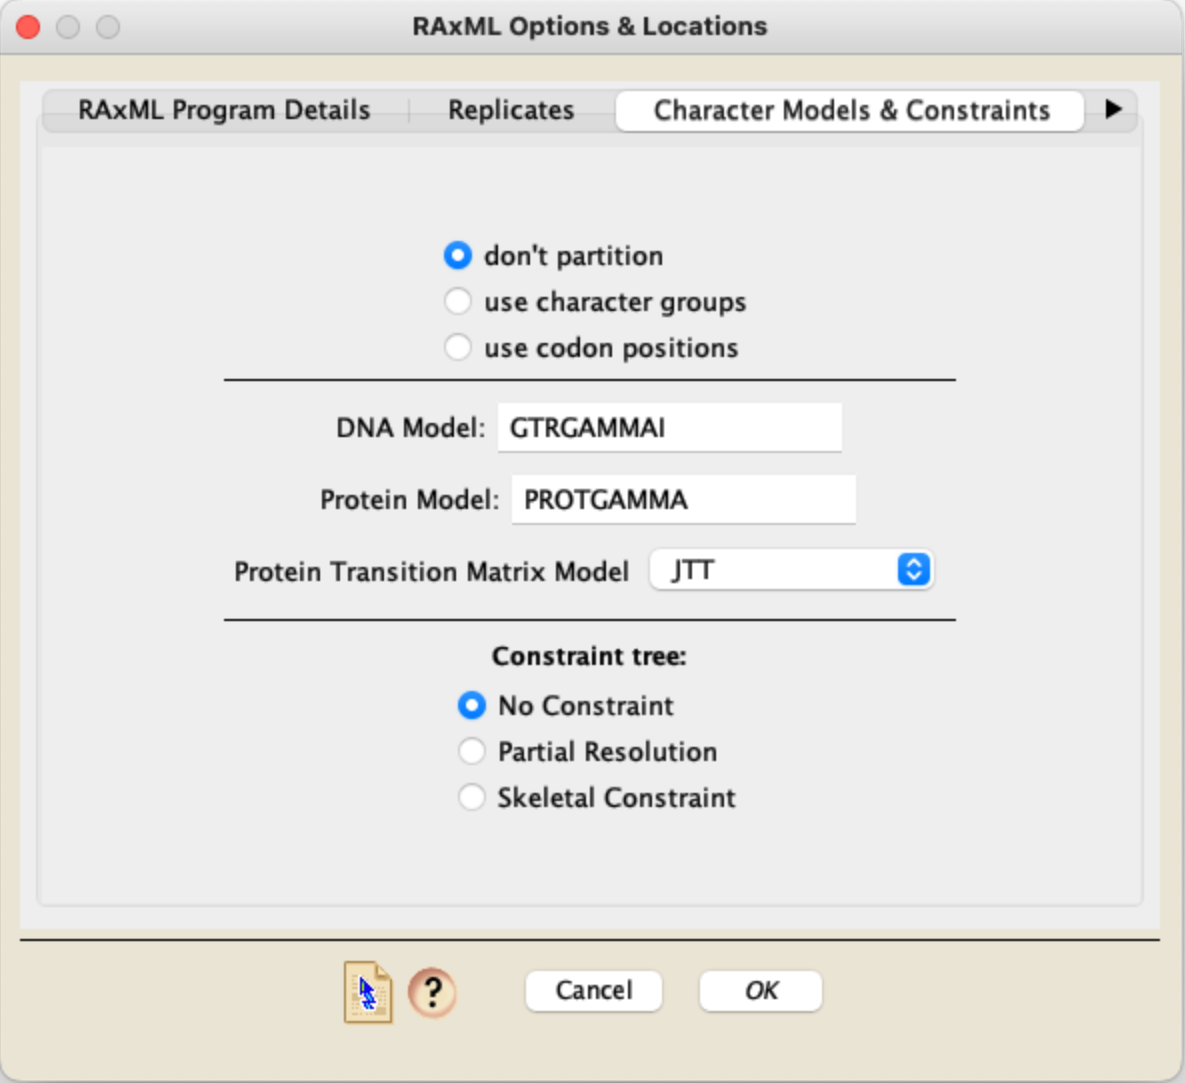 RAxML Options & Locations
RAxML Program Details Replicates Character Models & Constraints
don't partition
use character groups
use codon positions
DNA Model: GTRGAMMAI
Protein Model: PROTGAMMA
Protein Transition Matrix Model JTT
Constraint tree:
No Constraint
Partial Resolution
Skeletal Constraint
? Cancel OK